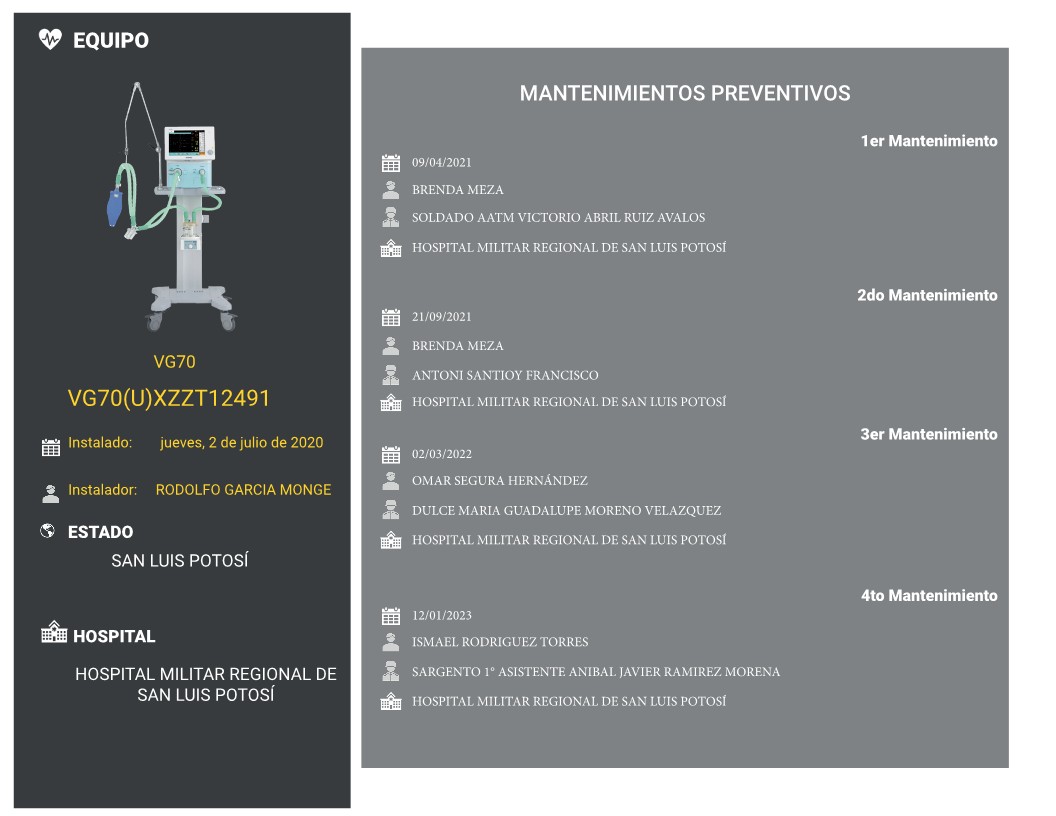 EQUIPO
VG70
VG70(U)XZZT12491
Instalado: jueves, 2 de julio de 2020
Instalador: RODOLFO GARCIA MONGE
ESTADO
SAN LUIS POTOSÍ
HOSPITAL
HOSPITAL MILITAR REGIONAL DE
SAN LUIS POTOSÍ
MANTENIMIENTOS PREVENTIVOS
1er Mantenimiento
09/04/2021
BRENDA MEZA
SOLDADO AATM VICTORIO ABRIL RUIZ AVALOS
HOSPITAL MILITAR REGIONAL DE SAN LUIS POTOSÍ
2do Mantenimiento
21/09/2021
BRENDA MEZA
ANTONI SANTIOY FRANCISCO
HOSPITAL MILITAR REGIONAL DE SAN LUIS POTOSÍ
3er Mantenimiento
02/03/2022
OMAR SEGURA HERNÁNDEZ
DULCE MARIA GUADALUPE MORENO VELAZQUEZ
HOSPITAL MILITAR REGIONAL DE SAN LUIS POTOSÍ
4to Mantenimiento
12/01/2023
ISMAEL RODRIGUEZ TORRES
SARGENTO 1° ASISTENTE ANIBAL JAVIER RAMIREZ MORENA
HOSPITAL MILITAR REGIONAL DE SAN LUIS POTOSÍ